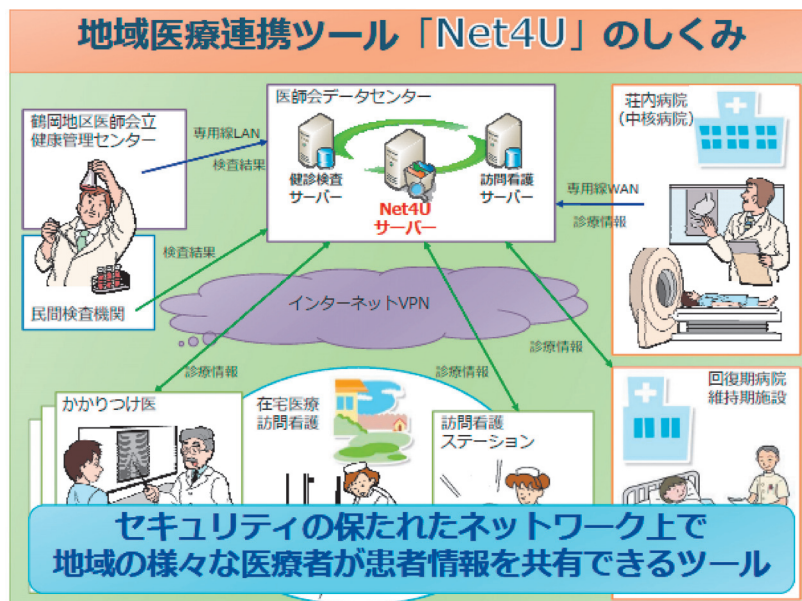 地域医療連携ツール「Net4U」のしくみ
医師会データセンター
鶴岡地区医師会立
健康管理センター
専用線LAN
検査結果
健診検査
サーバー
Net4U
サーバー
訪問看護
サーバー
荘内病院
(中核病院)
専用線WAN
診療情報
検査結果
民間検査機関
インターネットVPN
診療情報
診療情報
診療情報
かかりつけ医
在宅医療
訪問看護
訪問看護
ステーション
回復期病院
維持期施設
セキュリティの保たれたネットワーク上で
地域の様々な医療者が患者情報を共有できるツール